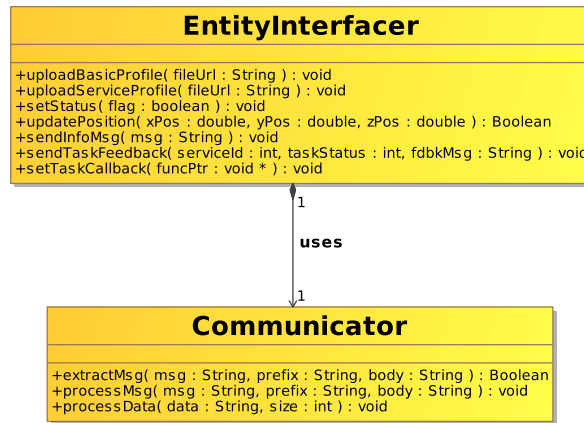 EntityInterfacer
+uploadBasicProfile( fileUrl : String ) : void
+uploadServiceProfile( fileUrl : String ) : void
+setStatus( flag : boolean ) : void
+updatePosition( xPos : double, yPos : double, zPos : double ) : Boolean
+sendInfoMsg( msg : String ) : void
+sendTaskFeedback( serviceId : int, taskStatus : int, fdbkMsg : String ) : void
+setTaskCallback( funcPtr : void * ) : void
1
uses
1
Communicator
+extractMsg( msg : String, prefix : String, body : String ) : Boolean
+processMsg( msg : String, prefix : String, body : String ) : void
+processData( data : String, size : int ) : void